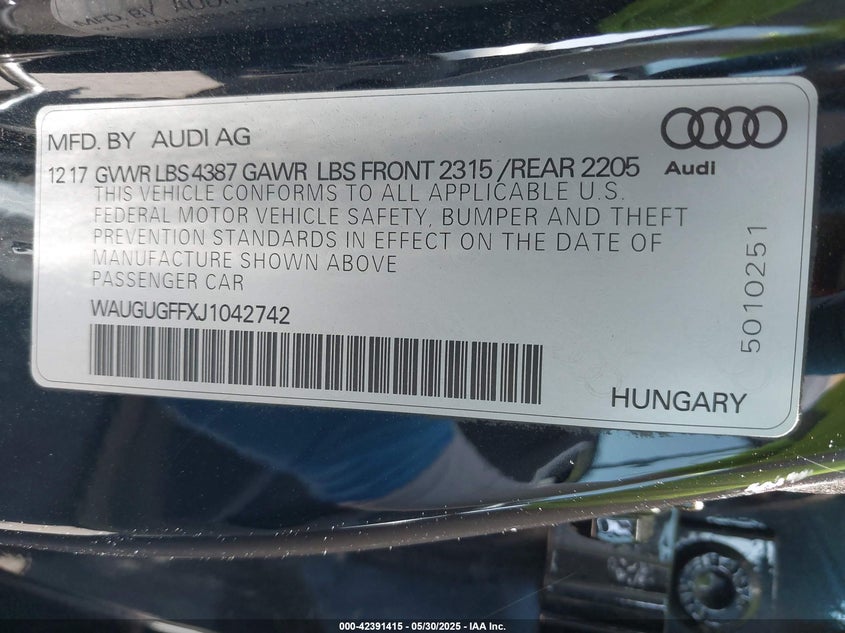 MFD. BY AUDI AG
Audi
12 17 GVWR LBS 4387 GAWR LBS FRONT 2315 /REAR 2205
THIS VEHICLE CONFORMS TO ALL APPLICABLE U.S.
FEDERAL MOTOR VEHICLE SAFETY, BUMPER AND THEFT
PREVENTION STANDARDS IN EFFECT ON THE DATE OF
MANUFACTURE SHOWN ABOVE
PASSENGER CAR
WAUGUGFFXJ1042742
5010251
HUNGARY
000-42391415 — 05/30/2025 — IAA Inc.